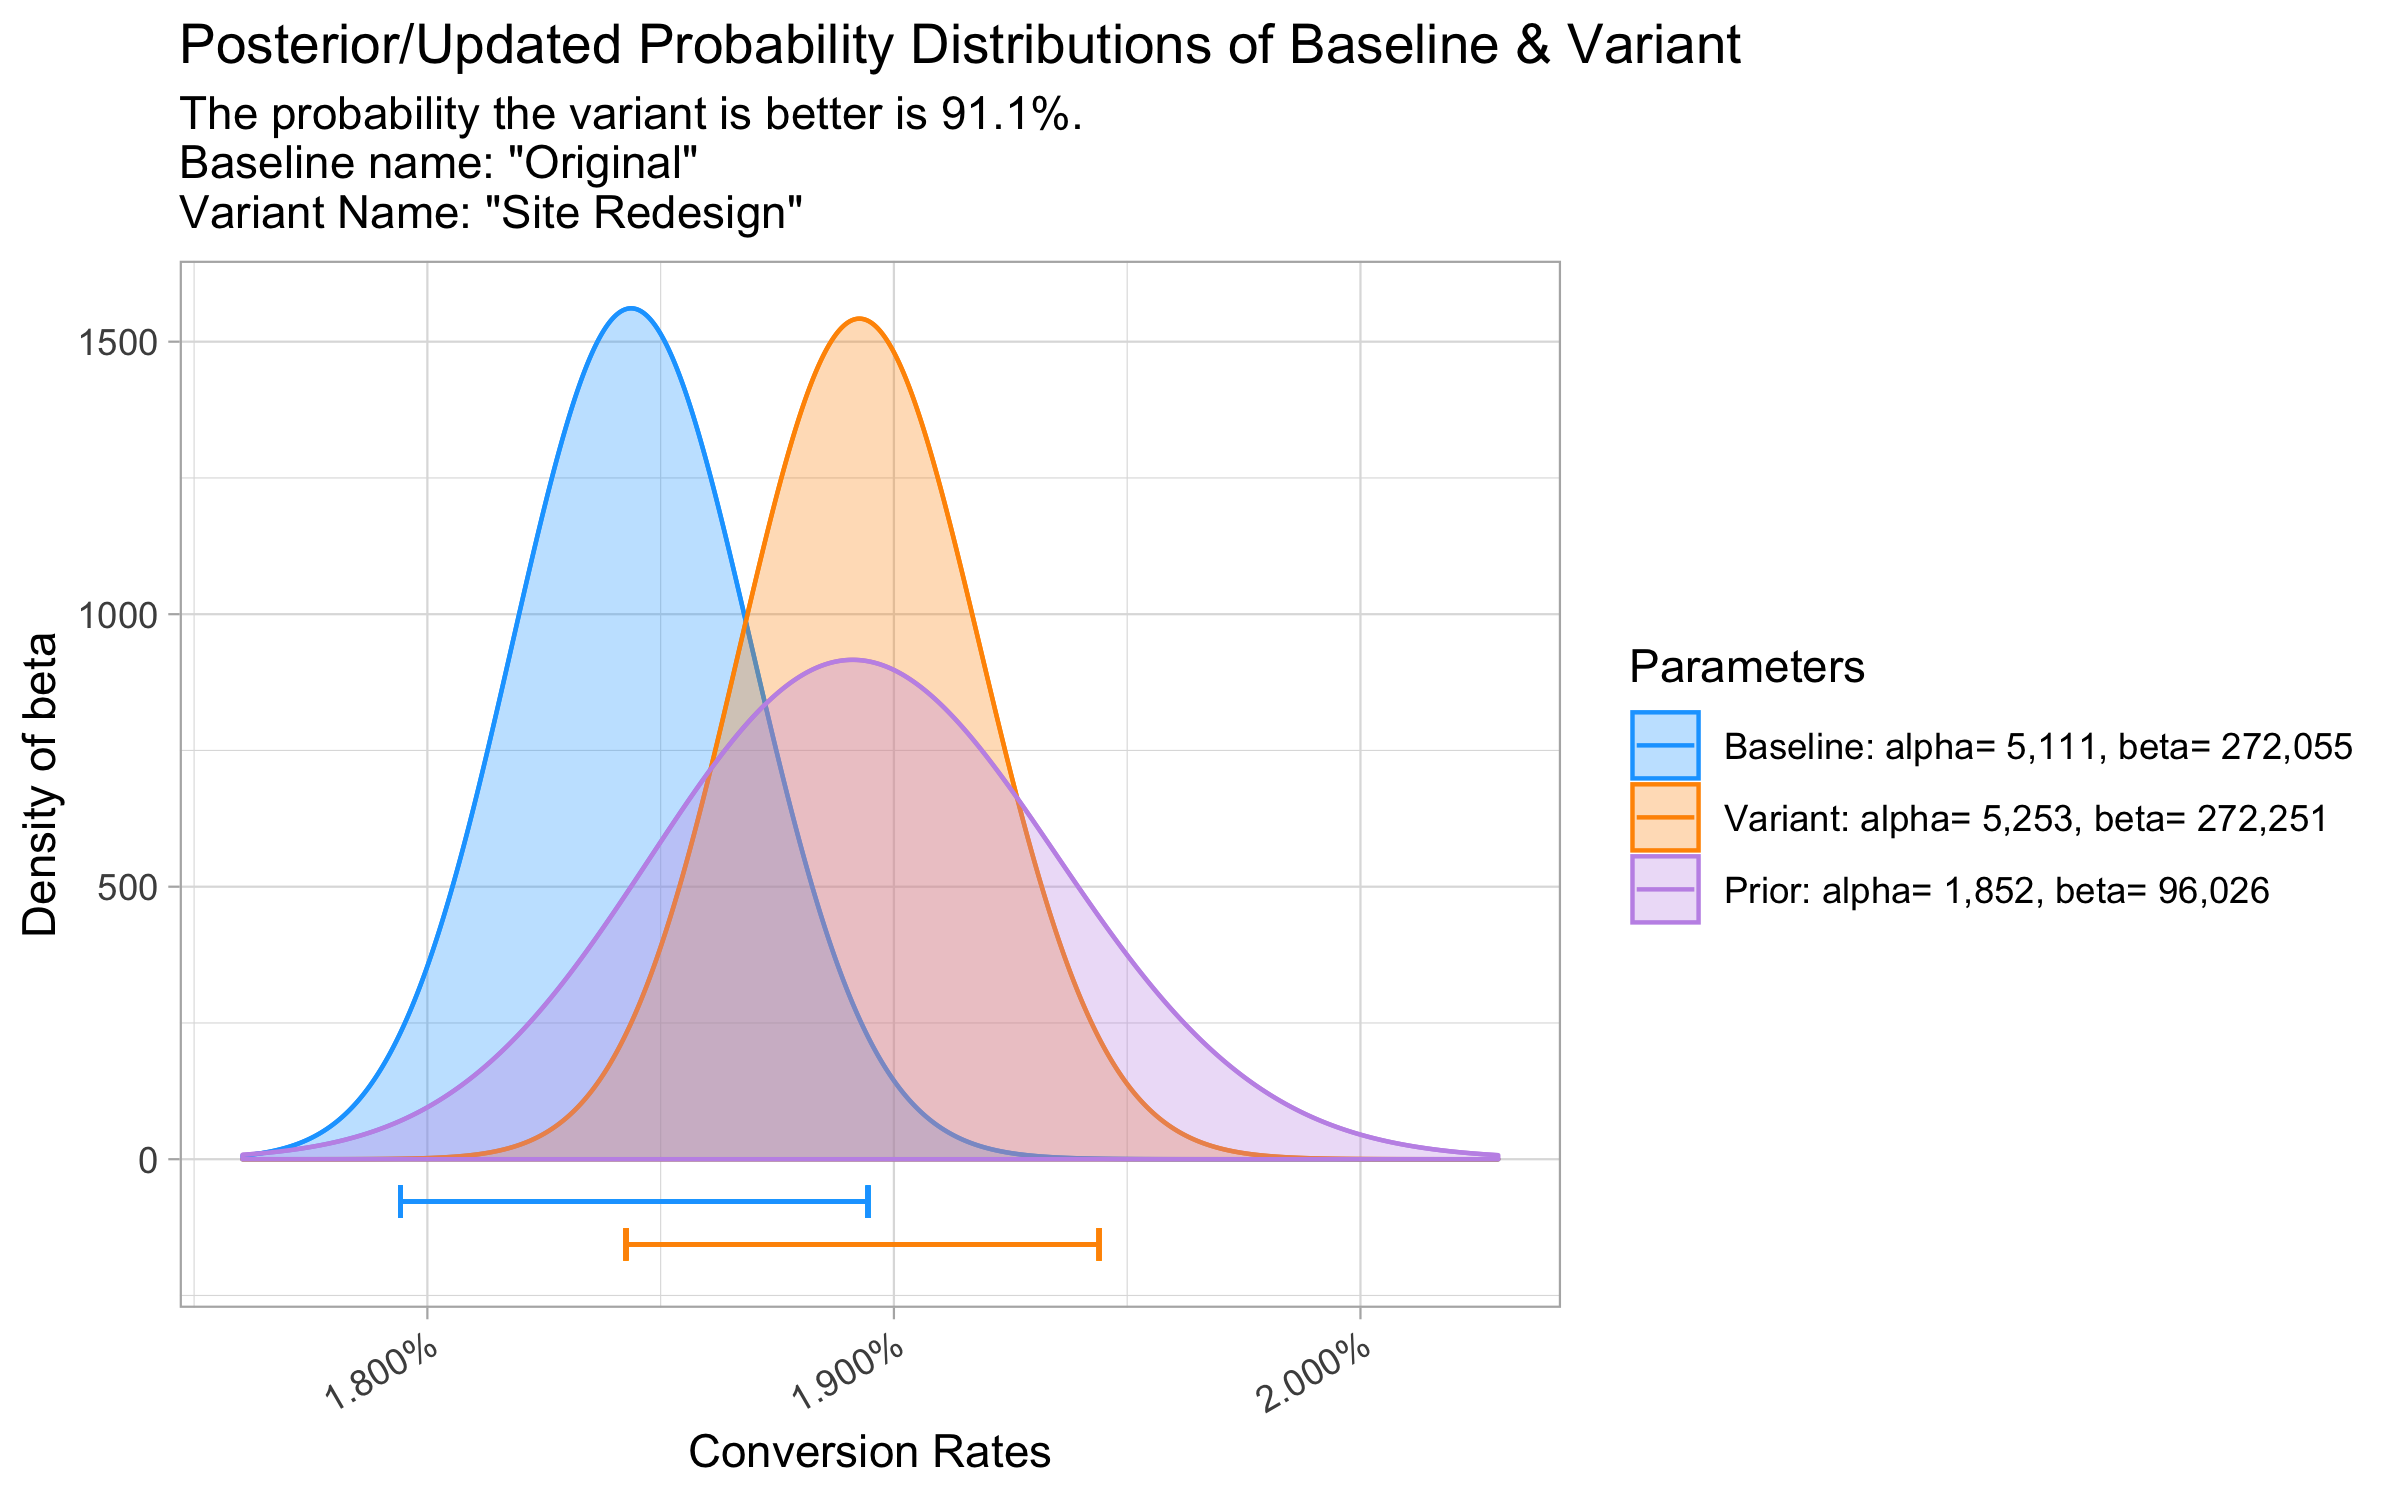 Posterior/Updated Probability Distributions of Baseline & Variant
The probability the variant is better is 91.1%.
Baseline name: "Original"
Variant Name: "Site Redesign"
1500
1000
500
0
Density of beta
1.800%
1.900%
2.000%
Conversion Rates
Parameters
Baseline: alpha= 5,111, beta= 272,055
Variant: alpha= 5,253, beta= 272,251
Prior: alpha= 1,852, beta= 96,026